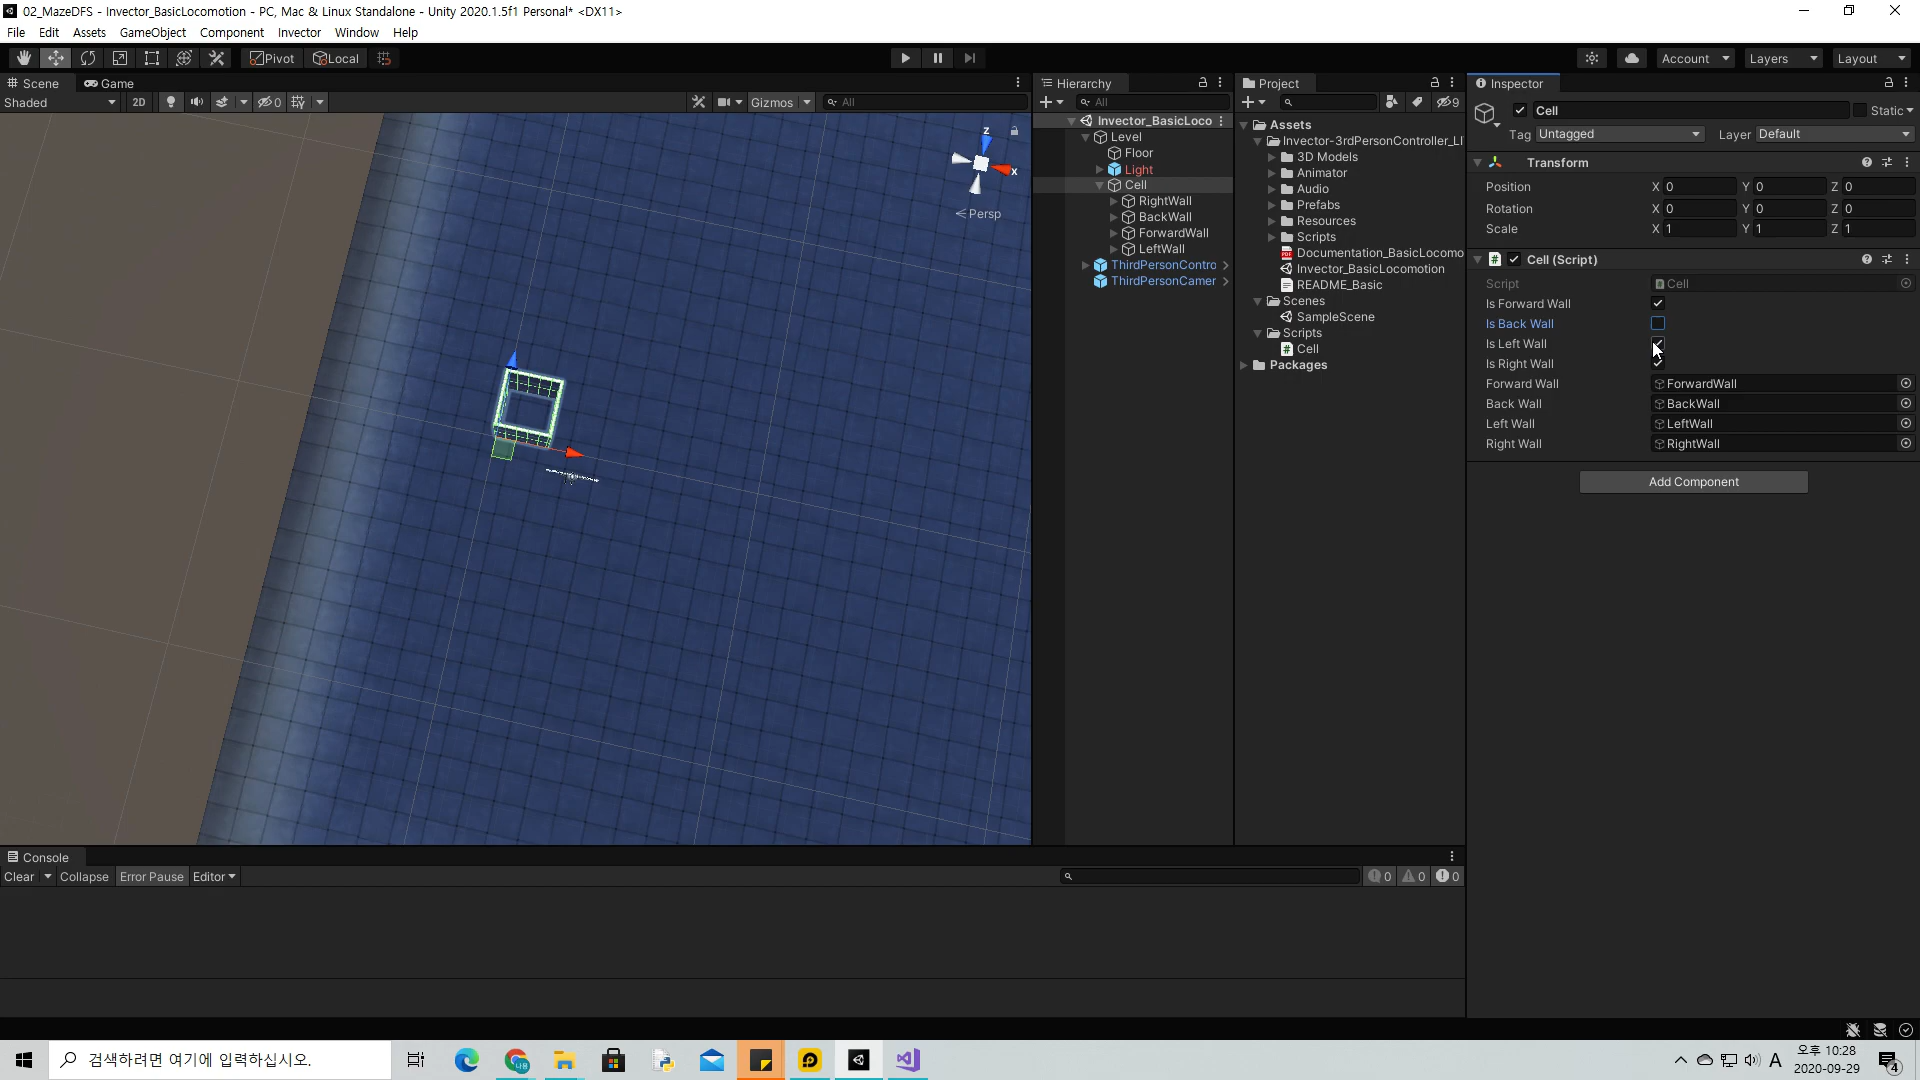 02_MazeDFS - Invector_BasicLocomotion - PC, Mac & Linux Standalone - Unity 2020.1.5f1 Personal* <DX11>
File Edit Assets GameObject Component Invector Window Help
Pivot Local Account Layers Layout
Scene Game
Shaded 2D 0 Gizmos All
Z
X
Persp
Hierarchy
All
Invector_BasicLoco
Level
Floor
Light
Cell
RightWall
BackWall
ForwardWall
LeftWall
ThirdPersonContro
ThirdPersonCamer
Project
9
Assets
Invector-3rdPersonController_LI
3D Models
Animator
Audio
Prefabs
Resources
Scripts
Documentation_BasicLocomo
Invector_BasicLocomotion
README_Basic
Scenes
SampleScene
Scripts
Cell
Packages
Inspector
Cell Static
Tag Untagged Layer Default
Transform
Position X 0 Y 0 Z 0
Rotation X 0 Y 0 Z 0
Scale X 1 Y 1 Z 1
Cell (Script)
Script Cell
Is Forward Wall
Is Back Wall
Is Left Wall
Is Right Wall
Forward Wall ForwardWall
Back Wall BackWall
Left Wall LeftWall
Right Wall RightWall
Add Component
Console
Clear Collapse Error Pause Editor 0 0 0
검색하려면 여기에 입력하십시오.
A
오후 10:28
2020-09-29
4